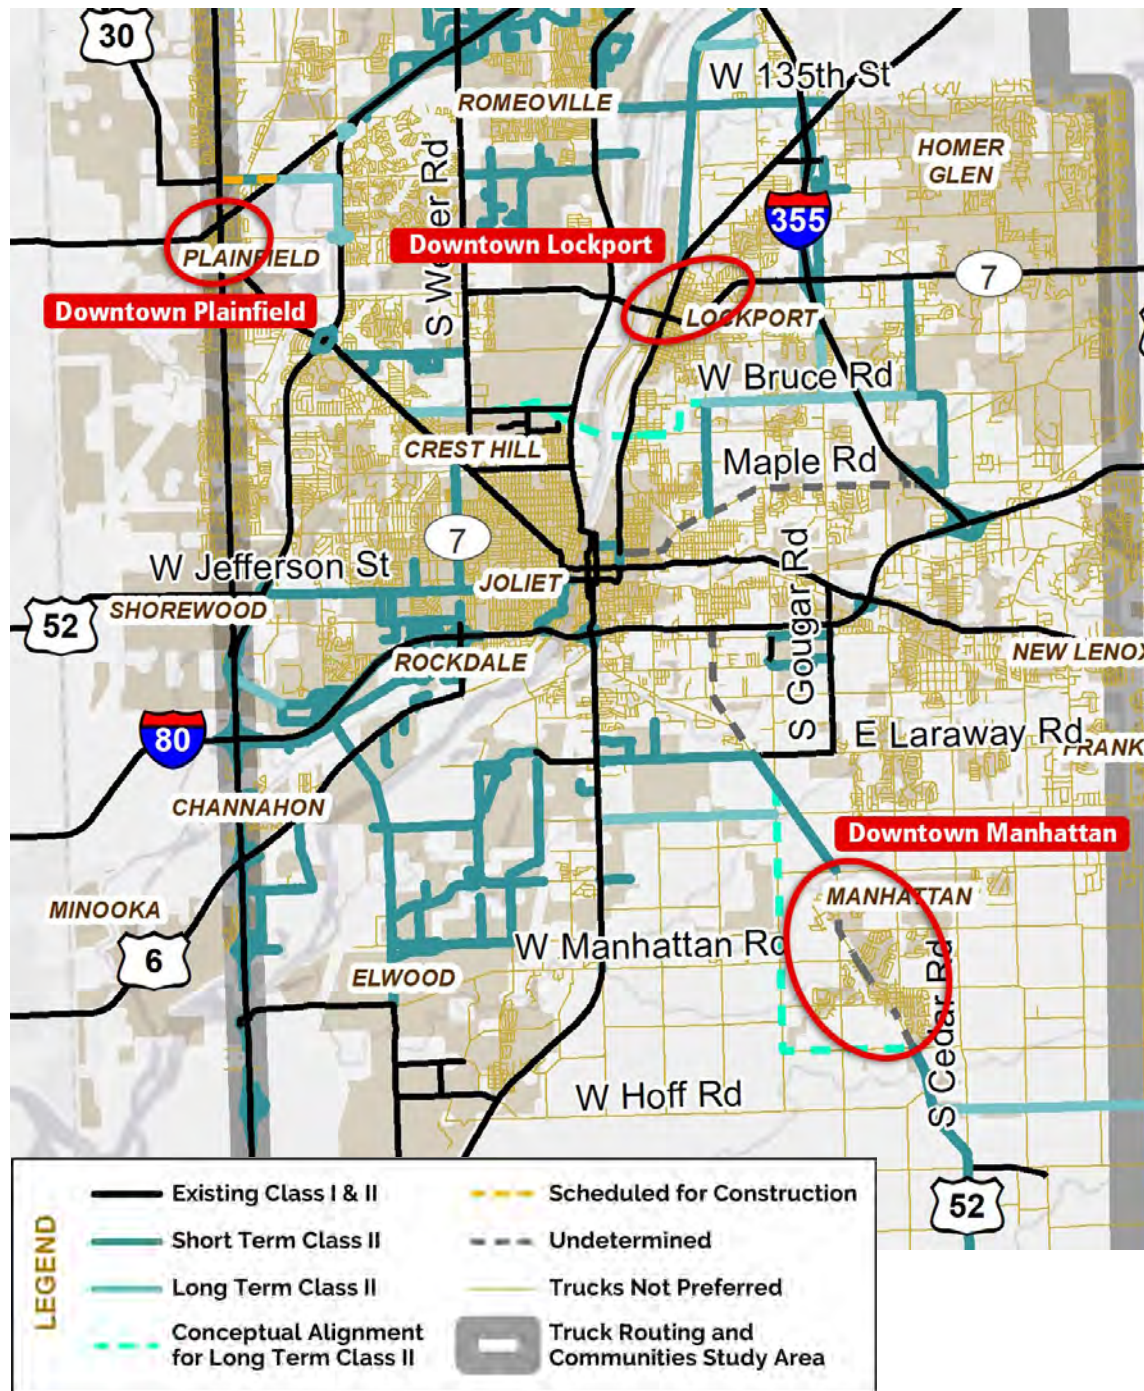 30
W 135th St
ROMEOVILLE
HOMER
GLEN
S Weber Rd
355
Downtown Lockport
PLAINFIELD
7
Downtown Plainfield
LOCKPORT
W Bruce Rd
CREST HILL
Maple Rd
7
W Jefferson St
JOLIET
S Gougar Rd
SHOREWOOD
52
ROCKDALE
NEW LENOX
80
E Laraway Rd
FRANK
CHANNAHON
Downtown Manhattan
MANHATTAN
MINOOKA
W Manhattan Rd
6
ELWOOD
S Cedar Rd
W Hoff Rd
52
LEGEND
Existing Class I & II
Short Term Class II
Long Term Class II
Conceptual Alignment
for Long Term Class II
Scheduled for Construction
Undetermined
Trucks Not Preferred
Truck Routing and
Communities Study Area